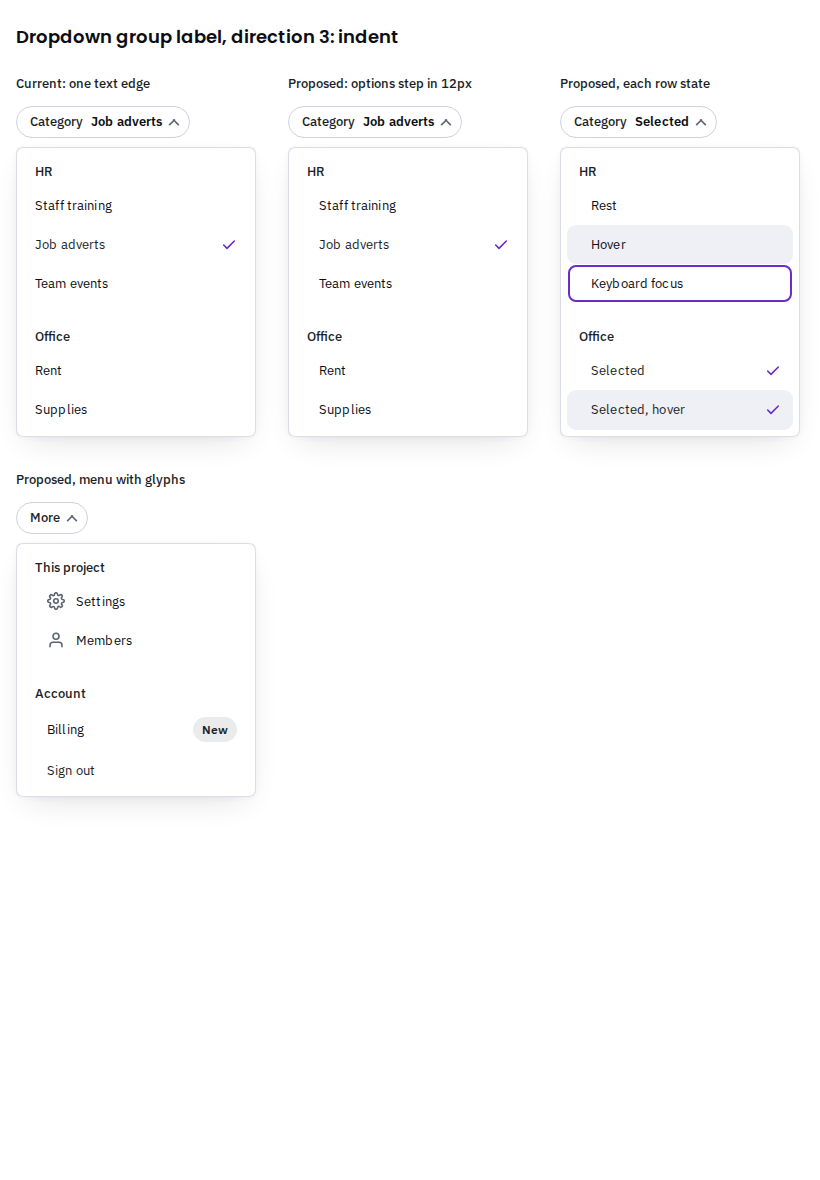 Dropdown group label, direction 3: indent
Current: one text edge
Category Job adverts
HR
Staff training
Job adverts
Team events
Office
Rent
Supplies
Proposed: options step in 12px
Category Job adverts
HR
Staff training
Job adverts
Team events
Office
Rent
Supplies
Proposed, each row state
Category Selected
HR
Rest
Hover
Keyboard focus
Office
Selected
Selected, hover
Proposed, menu with glyphs
More
This project
Settings
Members
Account
Billing New
Sign out